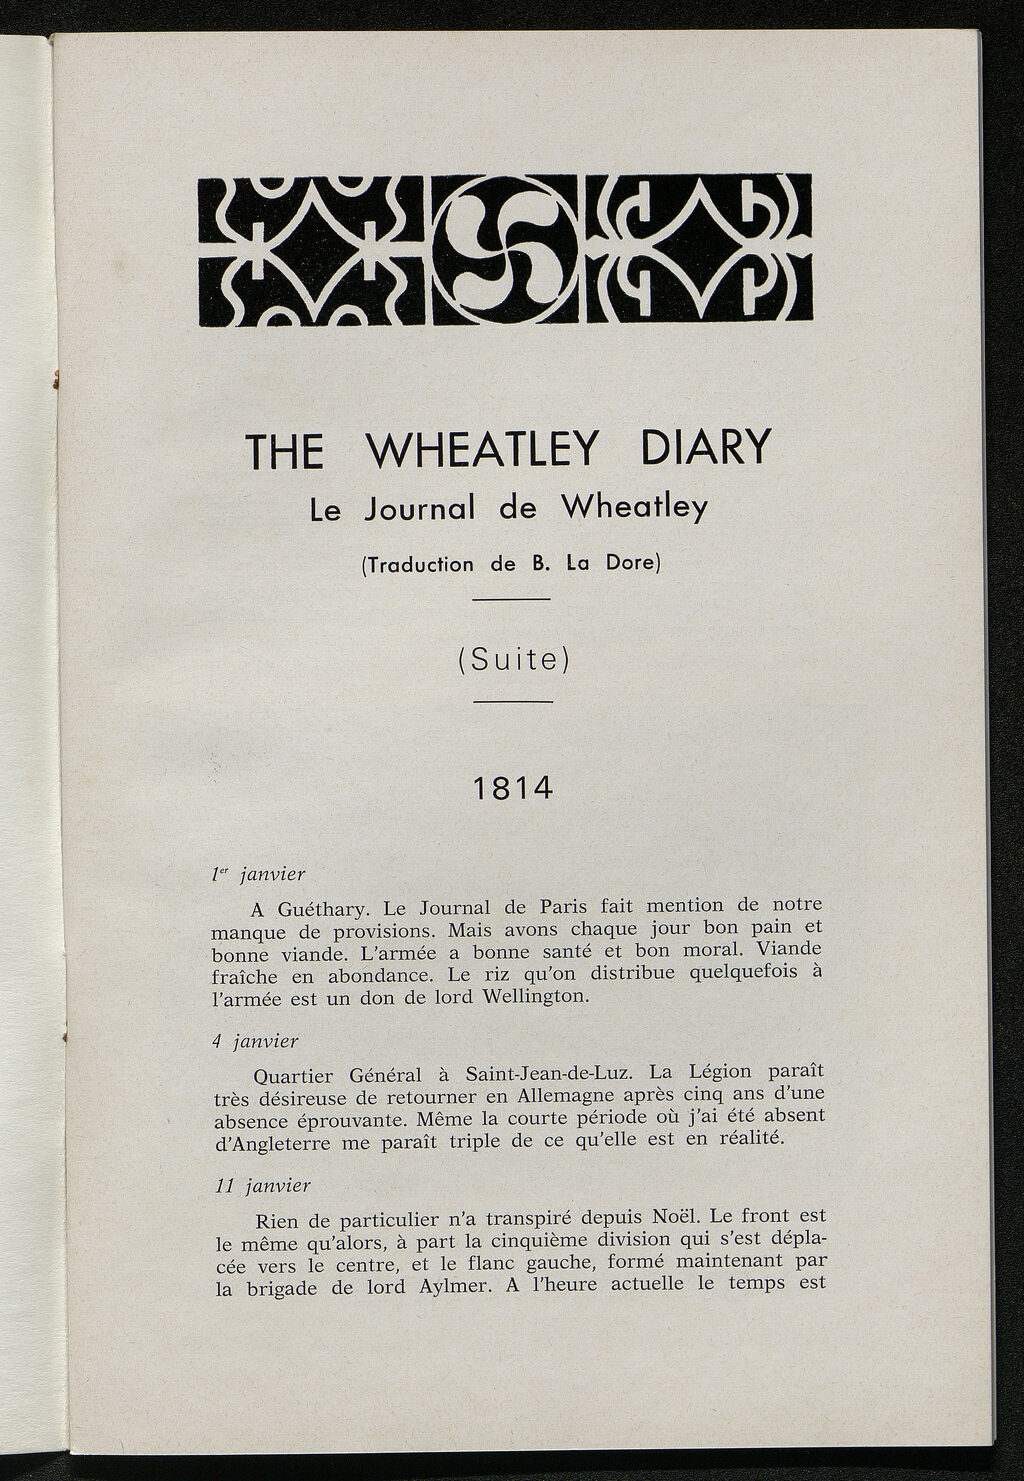 THE WHEATLEY DIARY
Le Journal de Wheatley
(Traduction de B. La Dore)
(Suite)
1814
1er janvier
A Guéthary. Le Journal de Paris fait mention de notre
manque de provisions. Mais avons chaque jour bon pain et
bonne viande. L'armée a bonne santé et bon moral. Viande
fraîche en abondance. Le riz qu'on distribue quelquefois à
l'armée est un don de lord Wellington.
4 janvier
Quartier Général à Saint-Jean-de-Luz. La Légion paraît
très désireuse de retourner en Allemagne après cinq ans d'une
absence éprouvante. Même la courte période où j'ai été absent
d'Angleterre me paraît triple de ce qu'elle est en réalité.
11 janvier
Rien de particulier n'a transpiré depuis Noël. Le front est
le même qu'alors, à part la cinquième division qui s'est dépla-
cée vers le centre, et le flanc gauche, formé maintenant par
la brigade de lord Aylmer. A l'heure actuelle le temps est